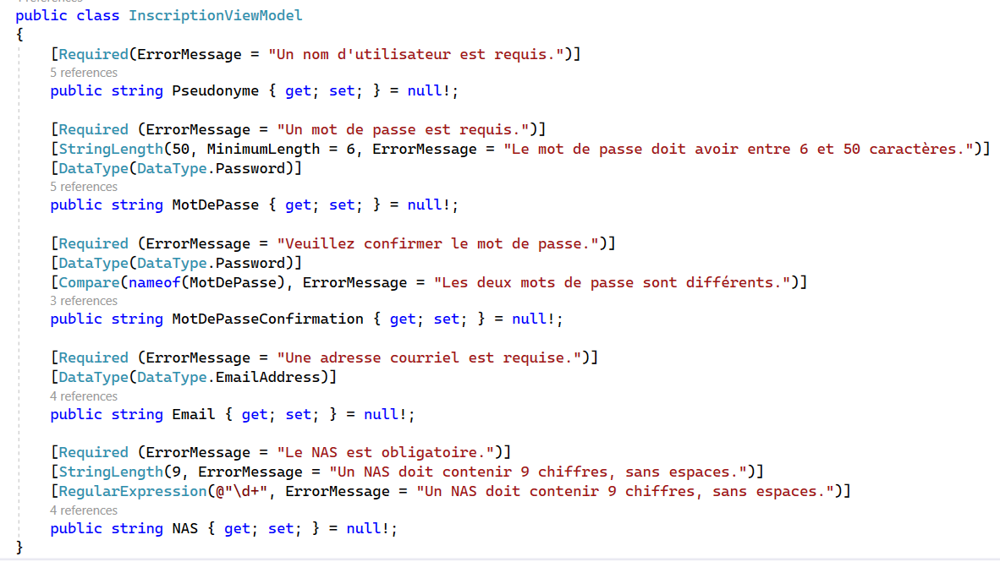 public class InscriptionViewModel
{
[Required(ErrorMessage = "Un nom d'utilisateur est requis.")]
5 references
public string Pseudonyme { get; set; } = null!;
[Required (ErrorMessage = "Un mot de passe est requis.")]
[StringLength(50, MinimumLength = 6, ErrorMessage = "Le mot de passe doit avoir entre 6 et 50 caractères.")]
[DataType(DataType.Password)]
5 references
public string MotDePasse { get; set; } = null!;
[Required (ErrorMessage = "Veuillez confirmer le mot de passe.")]
[DataType(DataType.Password)]
[Compare(nameof(MotDePasse), ErrorMessage = "Les deux mots de passe sont différents.")]
3 references
public string MotDePasseConfirmation { get; set; } = null!;
[Required (ErrorMessage = "Une adresse courriel est requise.")]
[DataType(DataType.EmailAddress)]
4 references
public string Email { get; set; } = null!;
[Required (ErrorMessage = "Le NAS est obligatoire.")]
[StringLength(9, ErrorMessage = "Un NAS doit contenir 9 chiffres, sans espaces.")]
[RegularExpression(@"\d+", ErrorMessage = "Un NAS doit contenir 9 chiffres, sans espaces.")]
4 references
public string NAS { get; set; } = null!;
}